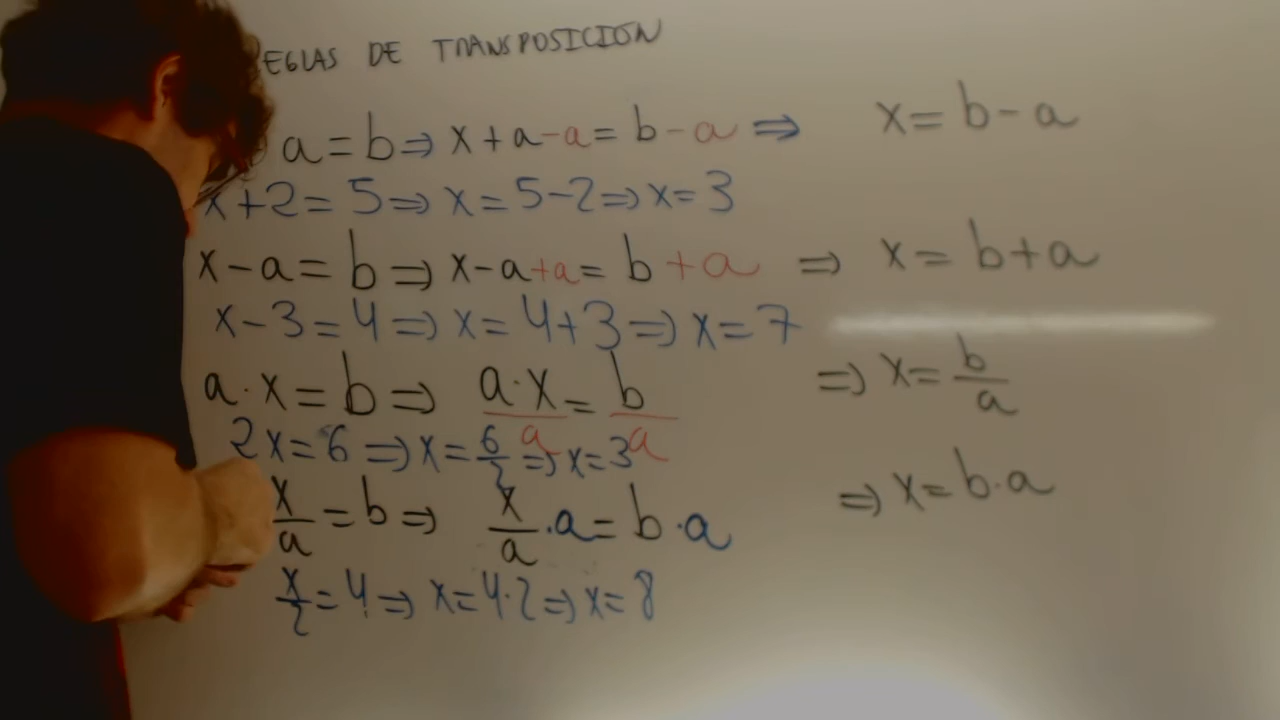 EGLAS DE TRANSPOSICION
a = b ⇒ x + a - a = b - a ⇒ x = b - a
x + 2 = 5 ⇒ x = 5 - 2 ⇒ x = 3
x - a = b ⇒ x - a + a = b + a ⇒ x = b + a
x - 3 = 4 ⇒ x = 4 + 3 ⇒ x = 7
a · x = b ⇒ a · x / a = b / a ⇒ x = b / a
2x = 6 ⇒ x = 6/2 ⇒ x = 3
x/a = b ⇒ x/a · a = b · a ⇒ x = b · a
x/2 = 4 ⇒ x = 4 · 2 ⇒ x = 8